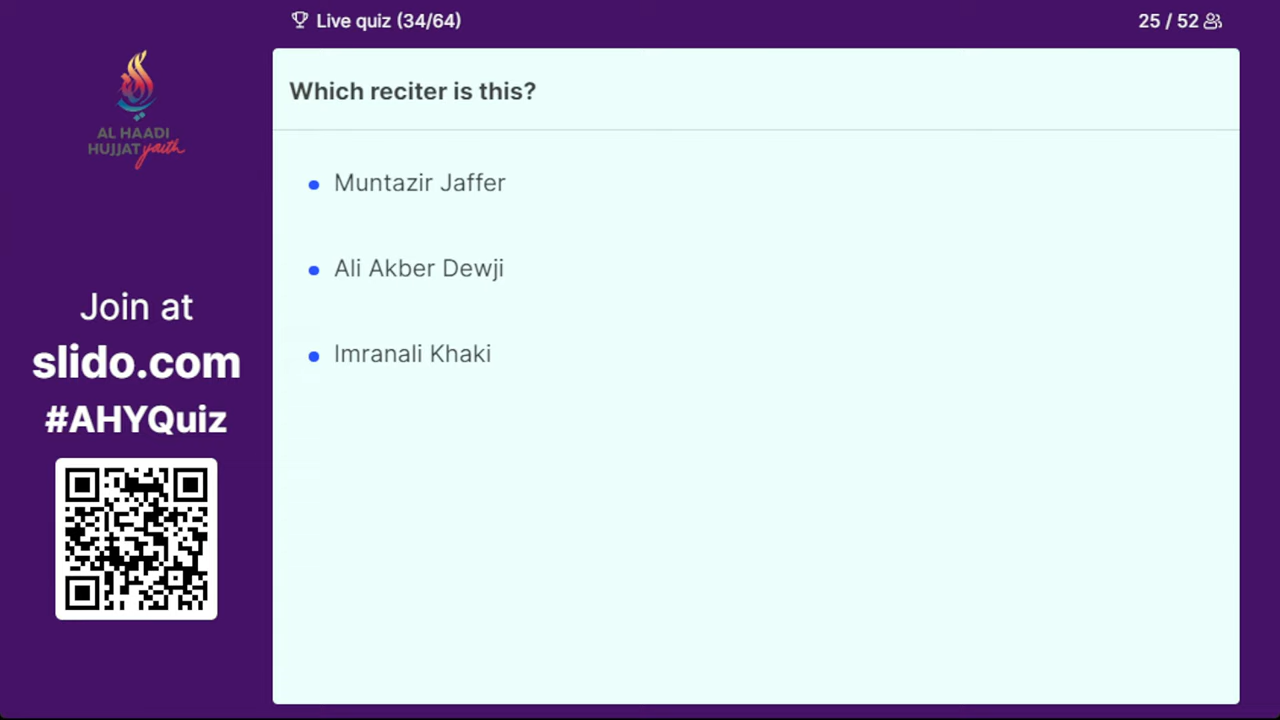 Live quiz (34/64)
25 / 52
AL HAADI
HUJJAT youth
Which reciter is this?
Muntazir Jaffer
Ali Akber Dewji
Imranali Khaki
Join at
slido.com
#AHYQuiz